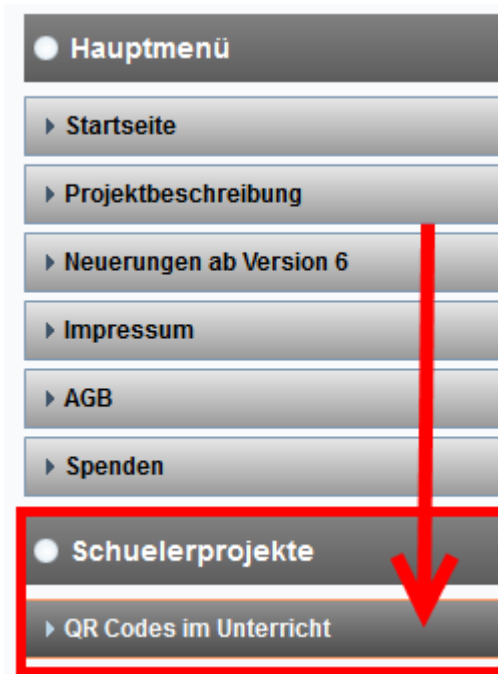 Hauptmenü
Startseite
Projektbeschreibung
Neuerungen ab Version 6
Impressum
AGB
Spenden
Schuelerprojekte
QR Codes im Unterricht